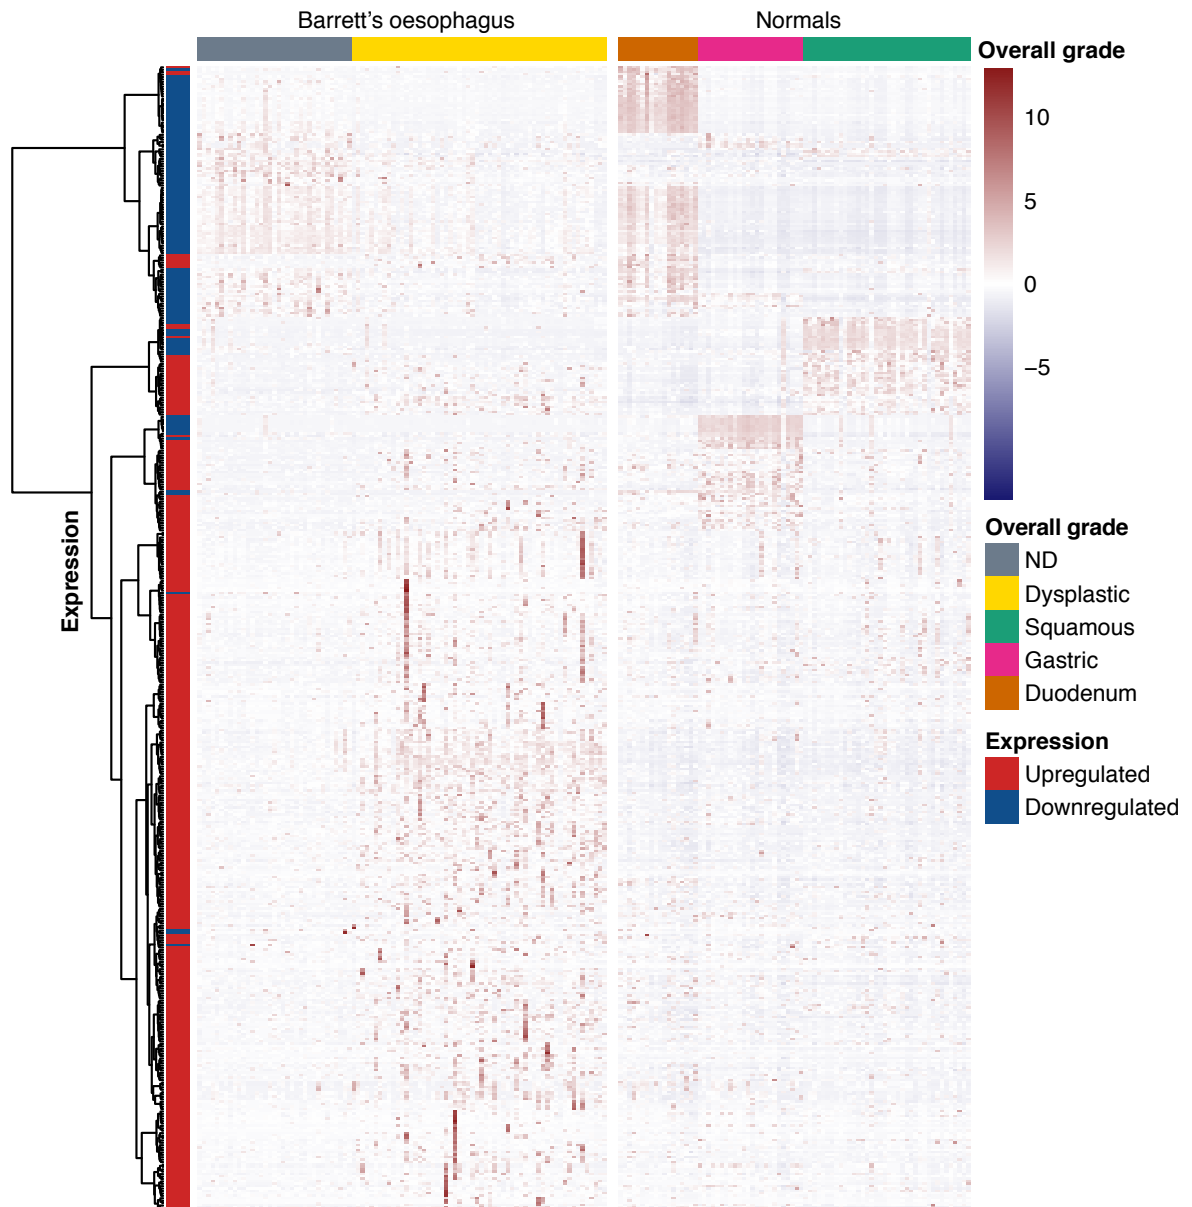 Barrett’s oesophagus
Normals
Overall grade
10
5
0
−5
Expression
Overall grade
ND
Dysplastic
Squamous
Gastric
Duodenum
Expression
Upregulated
Downregulated